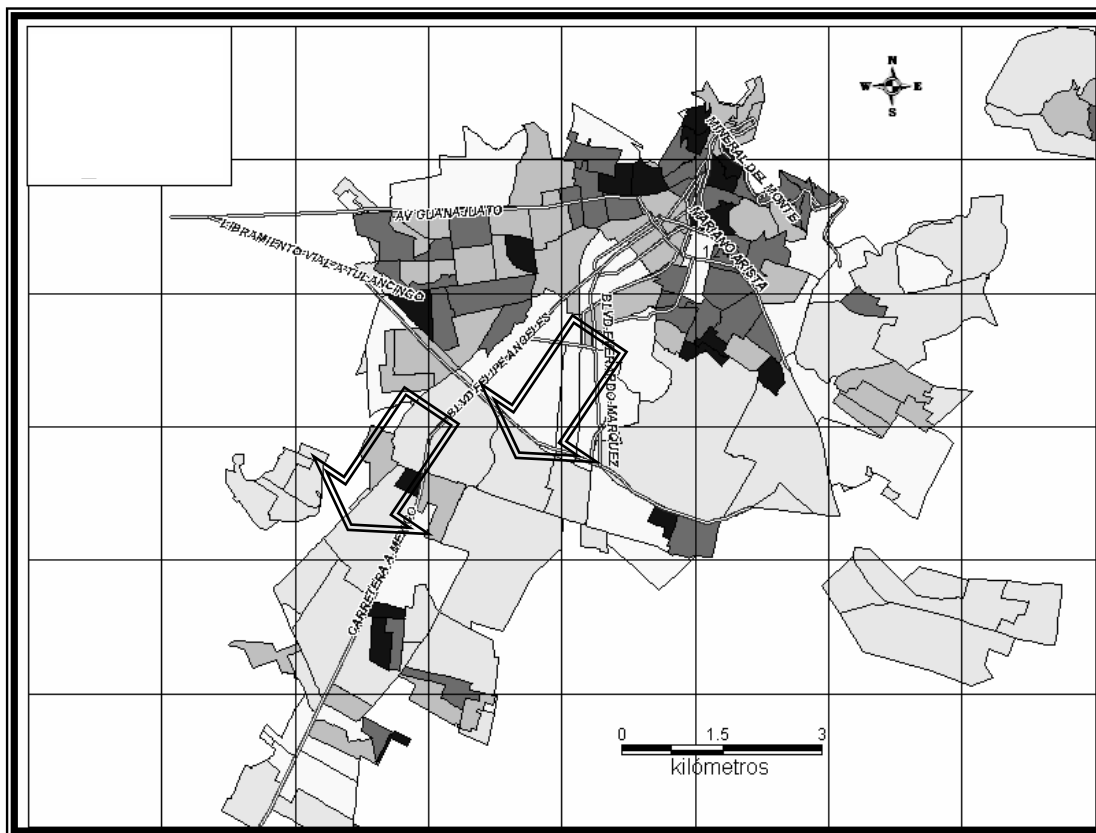 N
W E
S
MINERAL DEL MONTE
AV GUANAJUATO
MARIANO ARISTA
LIBRAMIENTO VIAL A TULANCINGO
BLVD FELIPE ANGELES
BLVD EVERARDO MARQUEZ
CARRETERA A MEXICO
0 1.5 3
kilómetros